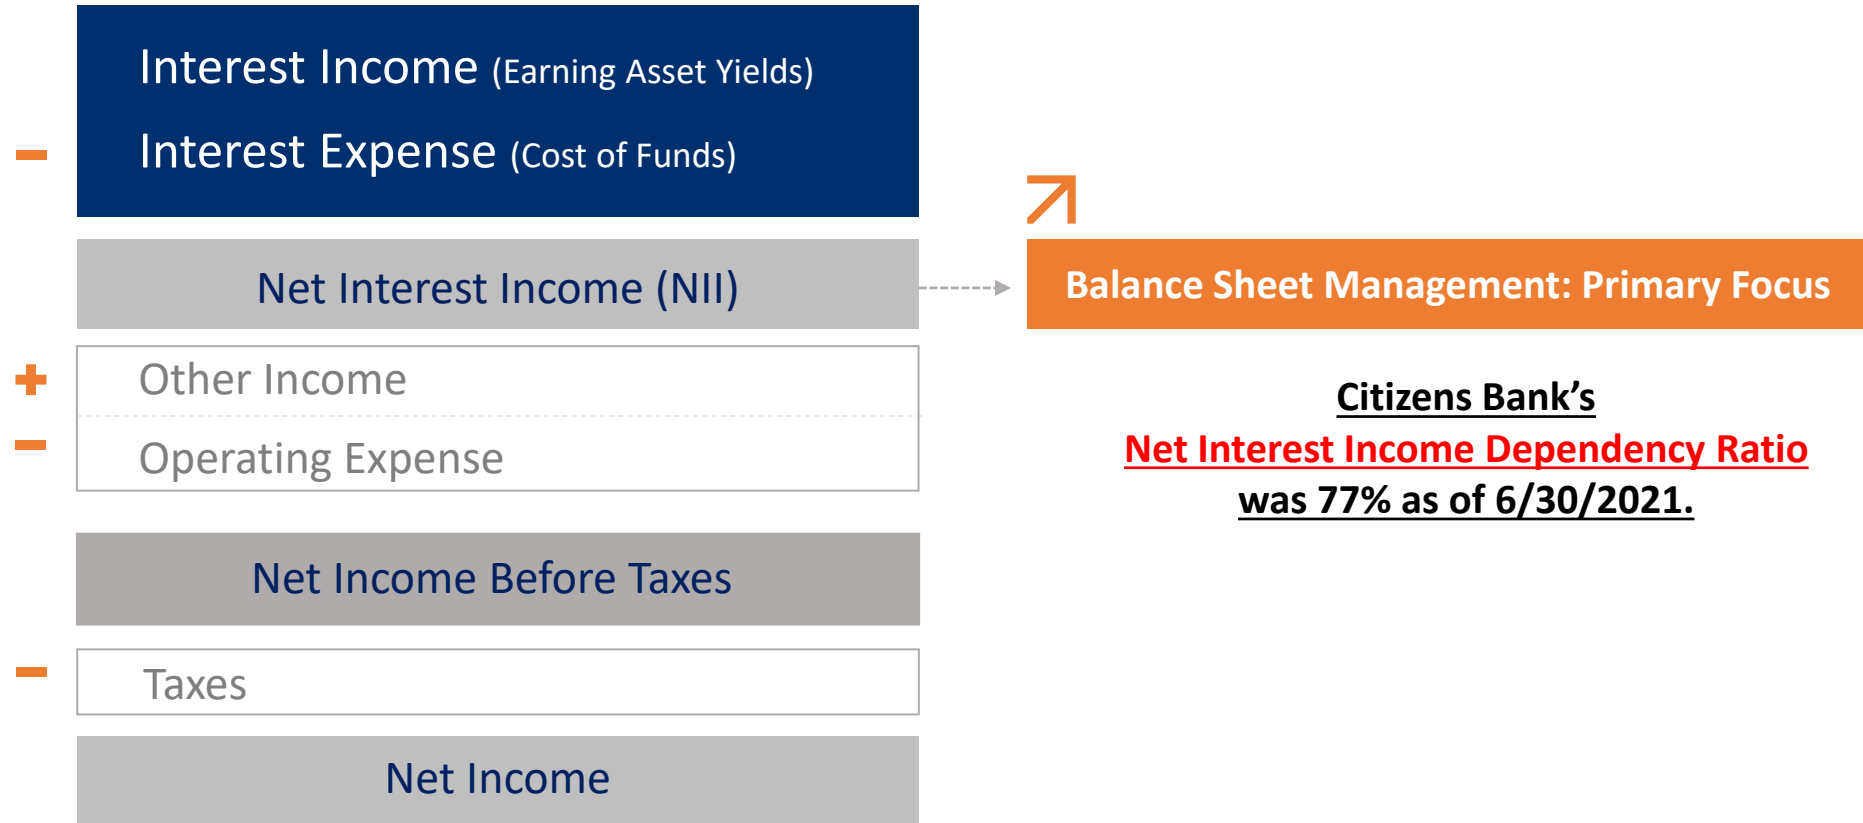 Interest Income (Earning Asset Yields)
Interest Expense (Cost of Funds)
Net Interest Income (NII)
Balance Sheet Management: Primary Focus
Other Income
Operating Expense
Citizens Bank’s
Net Interest Income Dependency Ratio
was 77% as of 6/30/2021.
Net Income Before Taxes
Taxes
Net Income